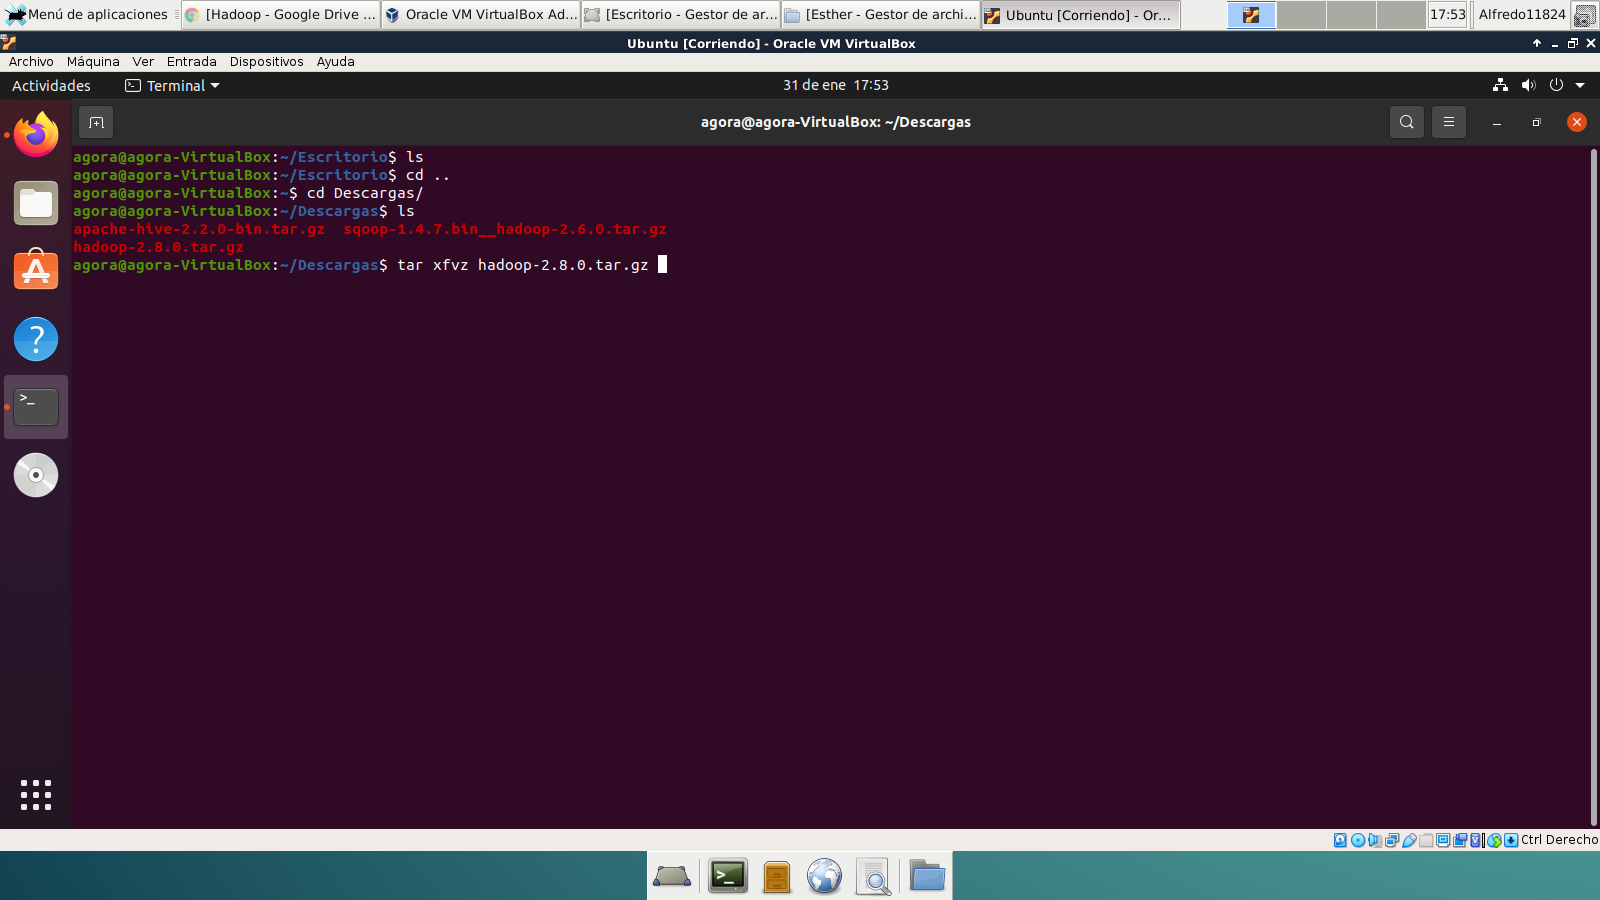 Menú de aplicaciones
[Hadoop - Google Drive ...
Oracle VM VirtualBox Ad...
[Escritorio - Gestor de ar...
[Esther - Gestor de archi...
Ubuntu [Corriendo] - Or...
17:53
Alfredo11824
Ubuntu [Corriendo] - Oracle VM VirtualBox
Archivo Máquina Ver Entrada Dispositivos Ayuda
Actividades
Terminal
31 de ene 17:53
agora@agora-VirtualBox: ~/Descargas
agora@agora-VirtualBox:~/Escritorio$ ls
agora@agora-VirtualBox:~/Escritorio$ cd ..
agora@agora-VirtualBox:~$ cd Descargas/
agora@agora-VirtualBox:~/Descargas$ ls
apache-hive-2.2.0-bin.tar.gz  sqoop-1.4.7.bin__hadoop-2.6.0.tar.gz
hadoop-2.8.0.tar.gz
agora@agora-VirtualBox:~/Descargas$ tar xfvz hadoop-2.8.0.tar.gz
Ctrl Derecho